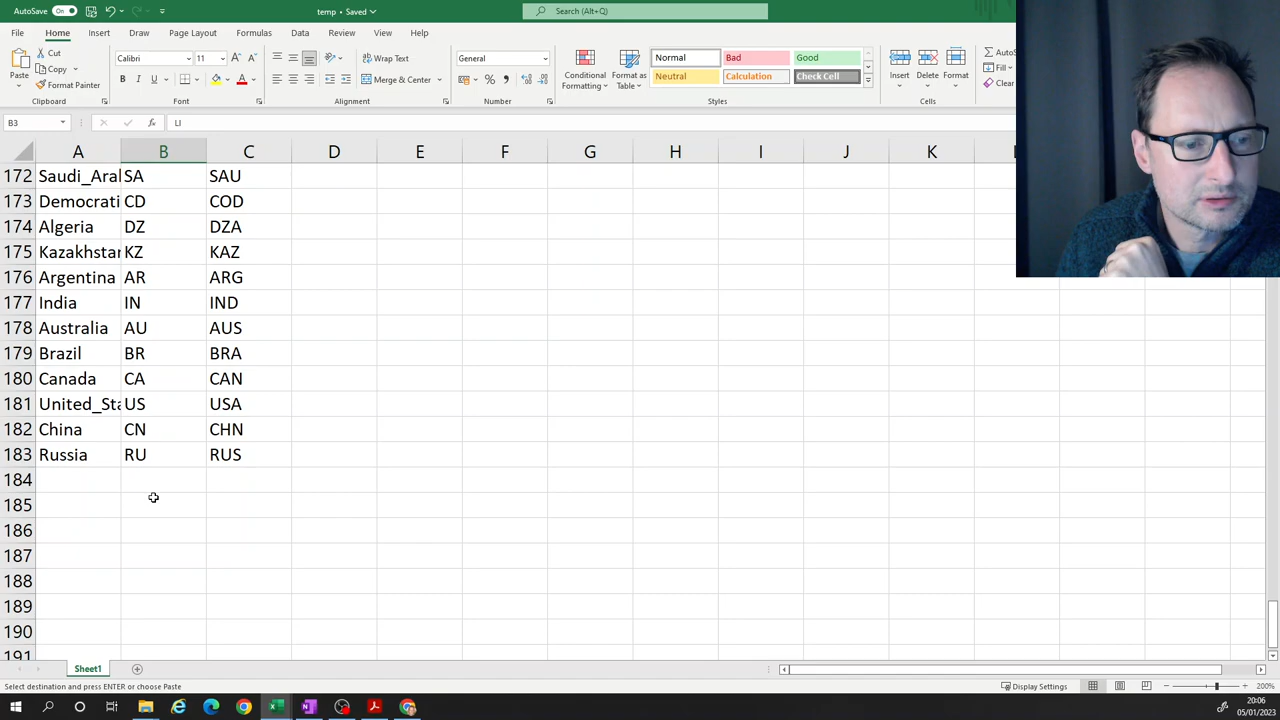 AutoSave On temp • Saved Search (Alt+Q)
File Home Insert Draw Page Layout Formulas Data Review View Help
Paste Cut Copy Format Painter Clipboard
Calibri 11 A A B I U A Font
Wrap Text Merge & Center Alignment
General % Number
Conditional Formatting Format as Table Normal Bad Good Neutral Calculation Check Cell Styles
Insert Delete Format Cells
Fill Clear
B3 fx LI
A B C D E F G H I J K
172 Saudi_Ara SA SAU
173 Democrati CD COD
174 Algeria DZ DZA
175 Kazakhstan KZ KAZ
176 Argentina AR ARG
177 India IN IND
178 Australia AU AUS
179 Brazil BR BRA
180 Canada CA CAN
181 United_Sta US USA
182 China CN CHN
183 Russia RU RUS
184
185
186
187
188
189
190
191
Sheet1
Select destination and press ENTER or choose Paste Display Settings 200%
20:06
05/01/2023